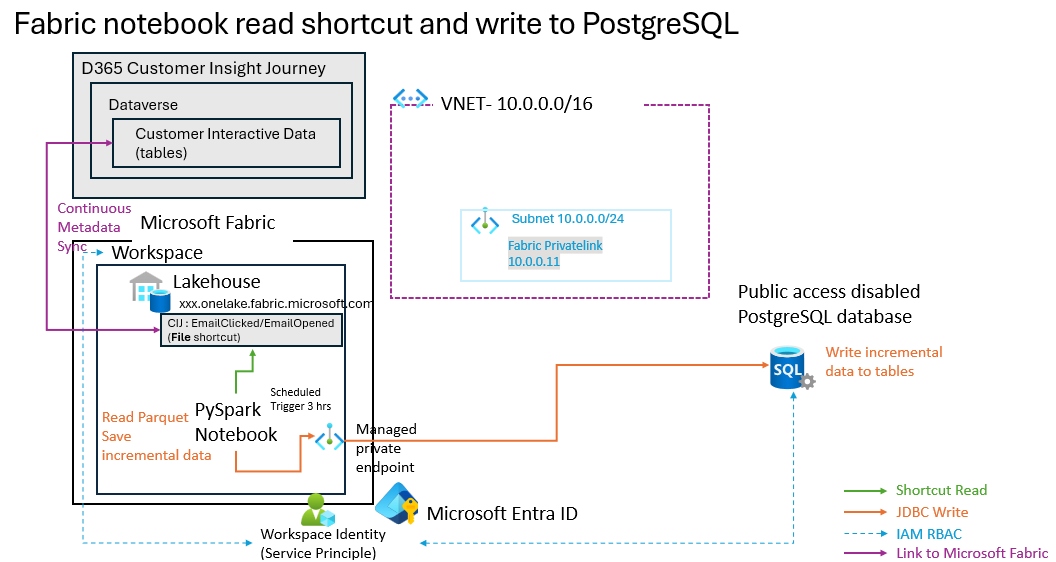 Fabric notebook read shortcut and write to PostgreSQL
D365 Customer Insight Journey
Dataverse
Customer Interactive Data
(tables)
VNET- 10.0.0.0/16
Subnet 10.0.0.0/24
Fabric Privatelink
10.0.0.11
Continuous
Metadata
Sync
Microsoft Fabric
Workspace
Lakehouse
xxx.onelake.fabric.microsoft.com
CIJ : EmailClicked/EmailOpened
(File shortcut)
Public access disabled
PostgreSQL database
SQL
Write incremental
data to tables
Scheduled
Trigger 3 hrs
PySpark
Notebook
Read Parquet
Save
incremental data
Managed
private
endpoint
Microsoft Entra ID
Workspace Identity
(Service Principle)
Shortcut Read
JDBC Write
IAM RBAC
Link to Microsoft Fabric